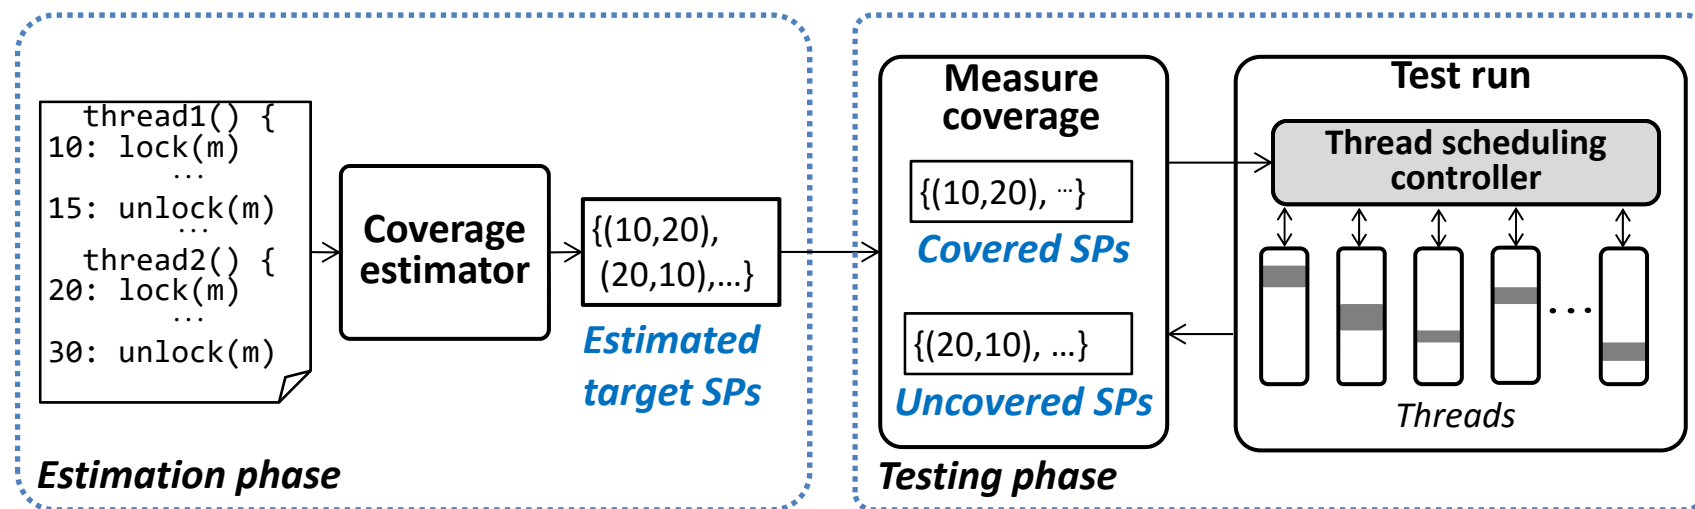 thread1() {
10: lock(m)
...
15: unlock(m)
...
thread2() {
20: lock(m)
...
30: unlock(m)
Coverage
estimator
{(10,20),
(20,10),...}
Estimated
target SPs
Estimation phase
Measure
coverage
{(10,20), ...}
Covered SPs
{(20,10), ...}
Uncovered SPs
Test run
Thread scheduling
controller
...
Threads
Testing phase